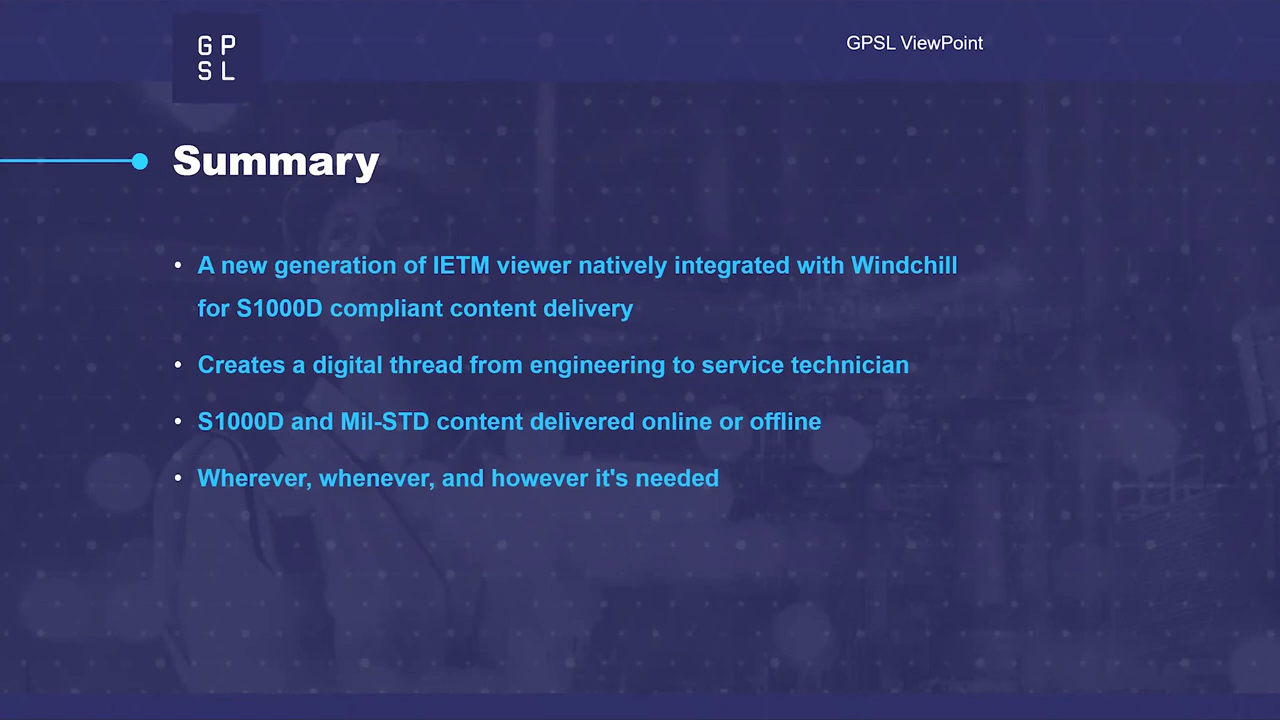 G P
S L
GPSL ViewPoint
Summary
• A new generation of IETM viewer natively integrated with Windchill
for S1000D compliant content delivery
• Creates a digital thread from engineering to service technician
• S1000D and Mil-STD content delivered online or offline
• Wherever, whenever, and however it's needed